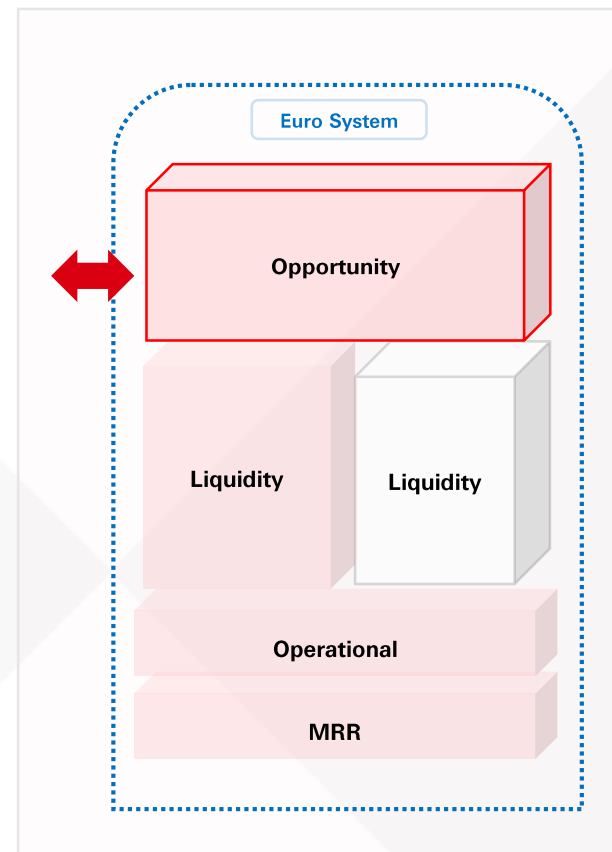 Euro System
Opportunity
Liquidity
Liquidity
Operational
MRR